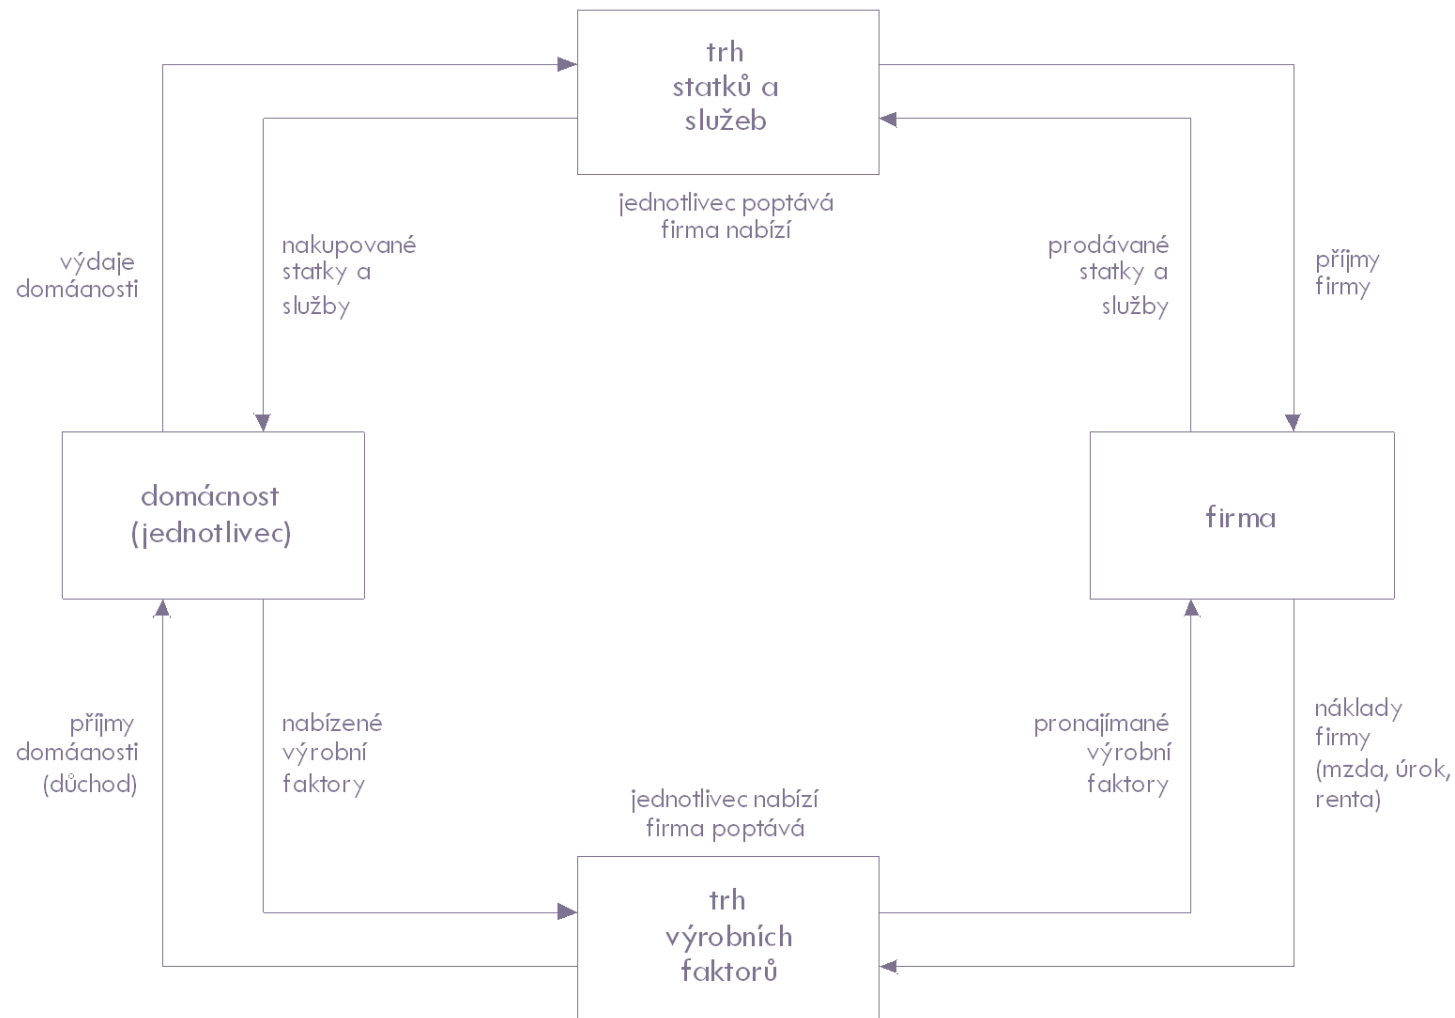 trh
statků a
služeb
jednotlivec poptává
firma nabízí
výdaje
domácnosti
nakupované
statky a
služby
prodávané
statky a
služby
příjmy
firmy
domácnost
(jednotlivec)
firma
příjmy
domácnosti
(důchod)
nabízené
výrobní
faktory
jednotlivec nabízí
firma poptává
pronajímané
výrobní
faktory
náklady
firmy
(mzda, úrok,
renta)
trh
výrobních
faktorů